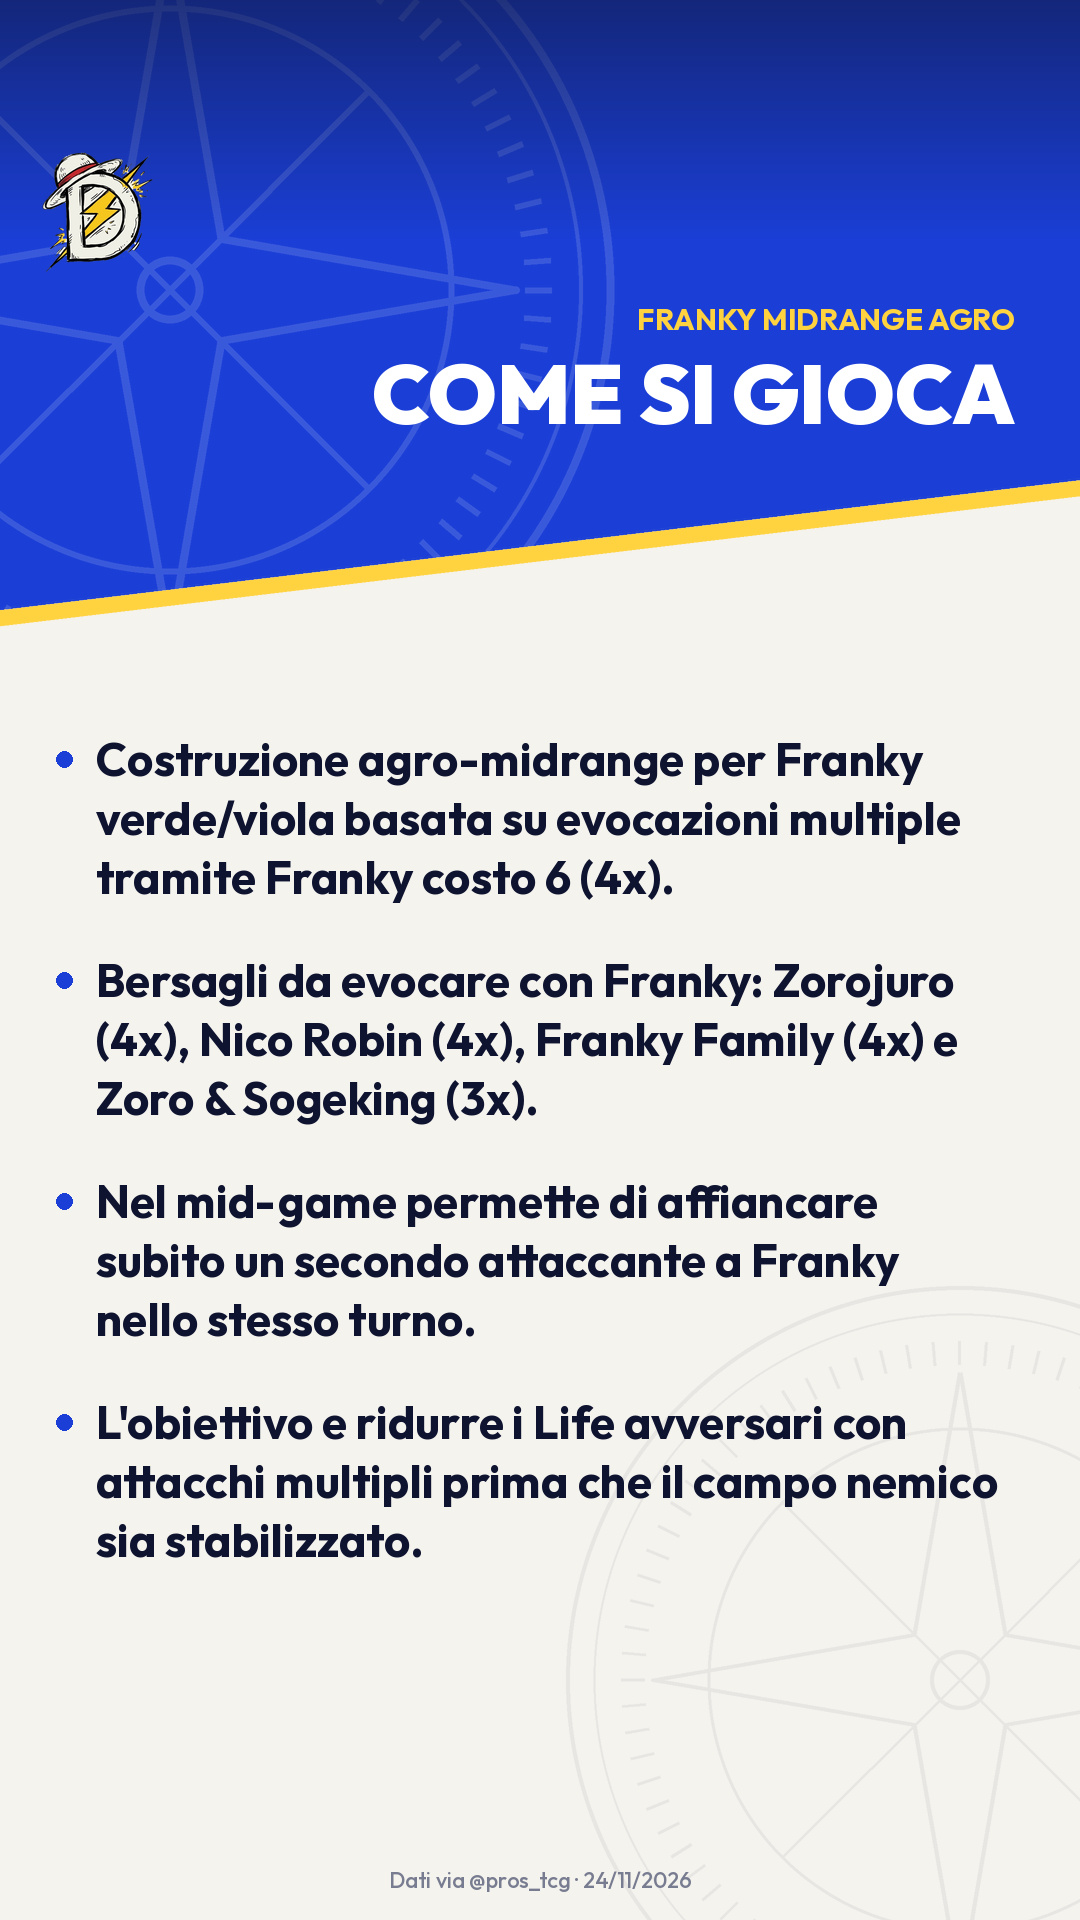 D
FRANKY MIDRANGE AGRO
COME SI GIOCA
Costruzione agro-midrange per Franky
verde/viola basata su evocazioni multiple
tramite Franky costo 6 (4x).
Bersagli da evocare con Franky: Zorojuro
(4x), Nico Robin (4x), Franky Family (4x) e
Zoro & Sogeking (3x).
Nel mid-game permette di affiancare
subito un secondo attaccante a Franky
nello stesso turno.
L'obiettivo e ridurre i Life avversari con
attacchi multipli prima che il campo nemico
sia stabilizzato.
Dati via @pros_tcg · 24/11/2026